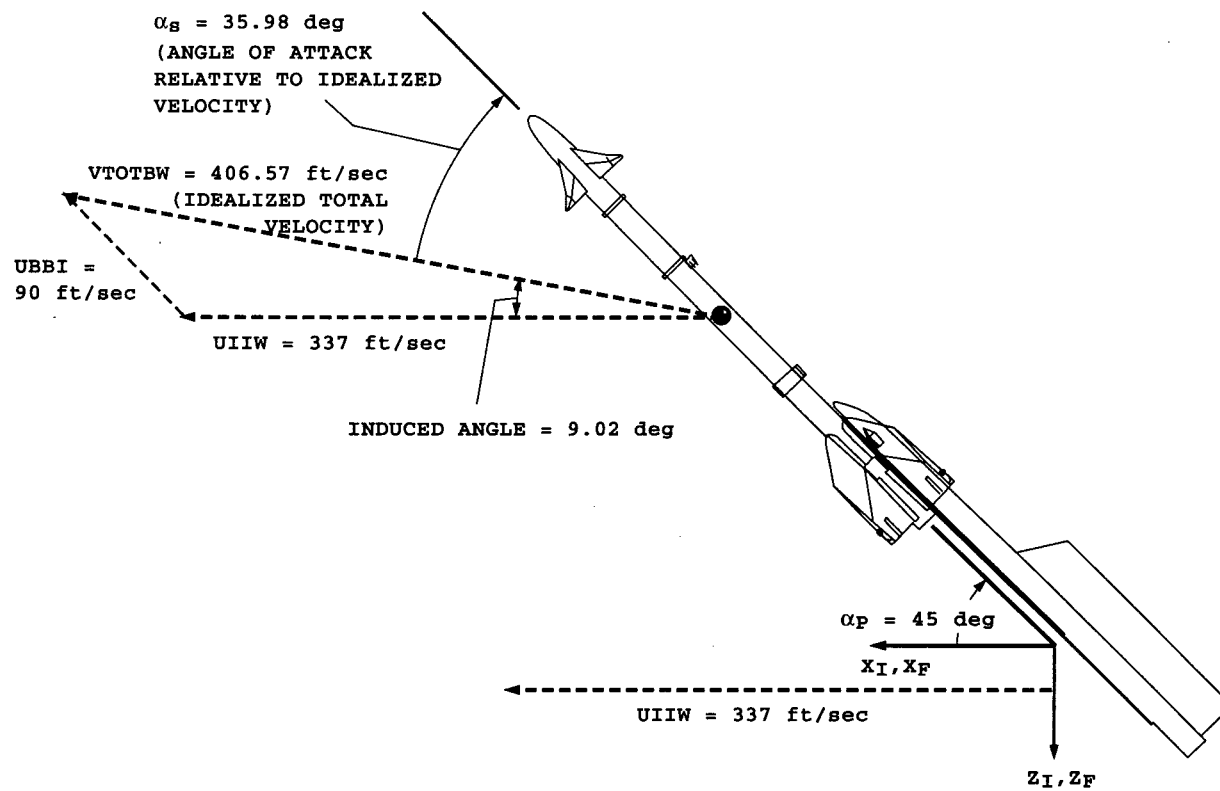 αs = 35.98 deg
(ANGLE OF ATTACK
RELATIVE TO IDEALIZED
VELOCITY)
VTOTBW = 406.57 ft/sec
(IDEALIZED TOTAL
VELOCITY)
UBBI =
90 ft/sec
UIIW = 337 ft/sec
INDUCED ANGLE = 9.02 deg
αP = 45 deg
XI,XF
UIIW = 337 ft/sec
ZI,ZF